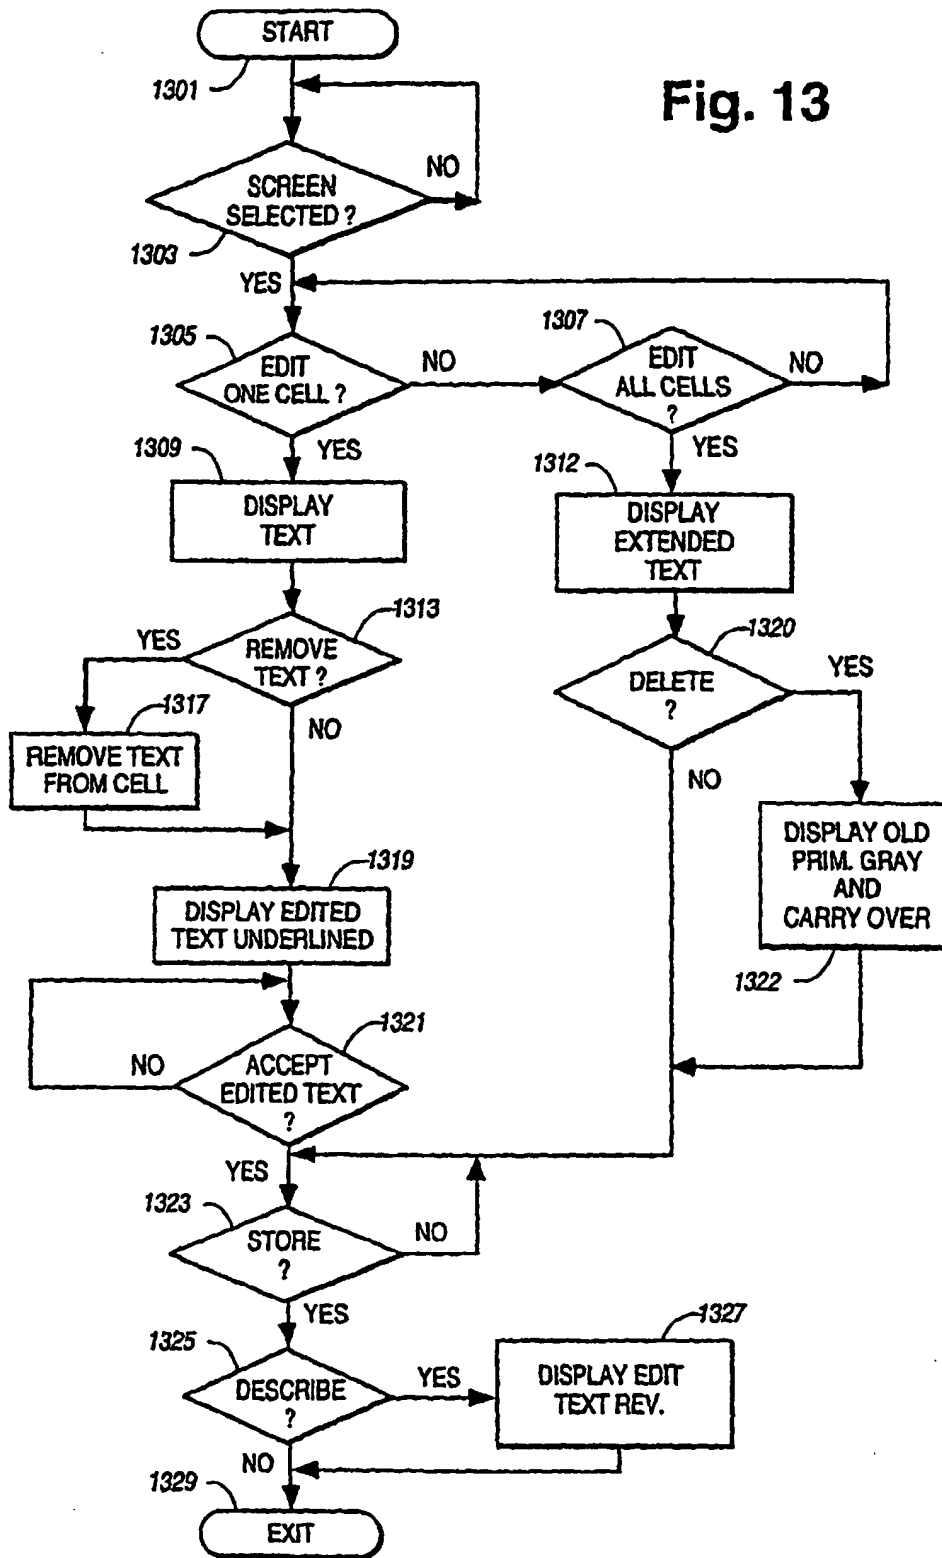 START
1301
Fig. 13
NO
SCREEN
SELECTED ?
1303
YES
1305
EDIT
ONE CELL ?
NO
1307
EDIT
ALL CELLS
?
NO
YES
1309
DISPLAY
TEXT
YES
1312
DISPLAY
EXTENDED
TEXT
1313
YES
REMOVE
TEXT ?
1320
DELETE
?
YES
1317
REMOVE TEXT
FROM CELL
NO
NO
DISPLAY OLD
PRIM. GRAY
AND
CARRY OVER
1322
1319
DISPLAY EDITED
TEXT UNDERLINED
1321
NO
ACCEPT
EDITED TEXT
?
YES
1323
STORE
?
NO
YES
1325
DESCRIBE
?
YES
1327
DISPLAY EDIT
TEXT REV.
NO
1329
EXIT